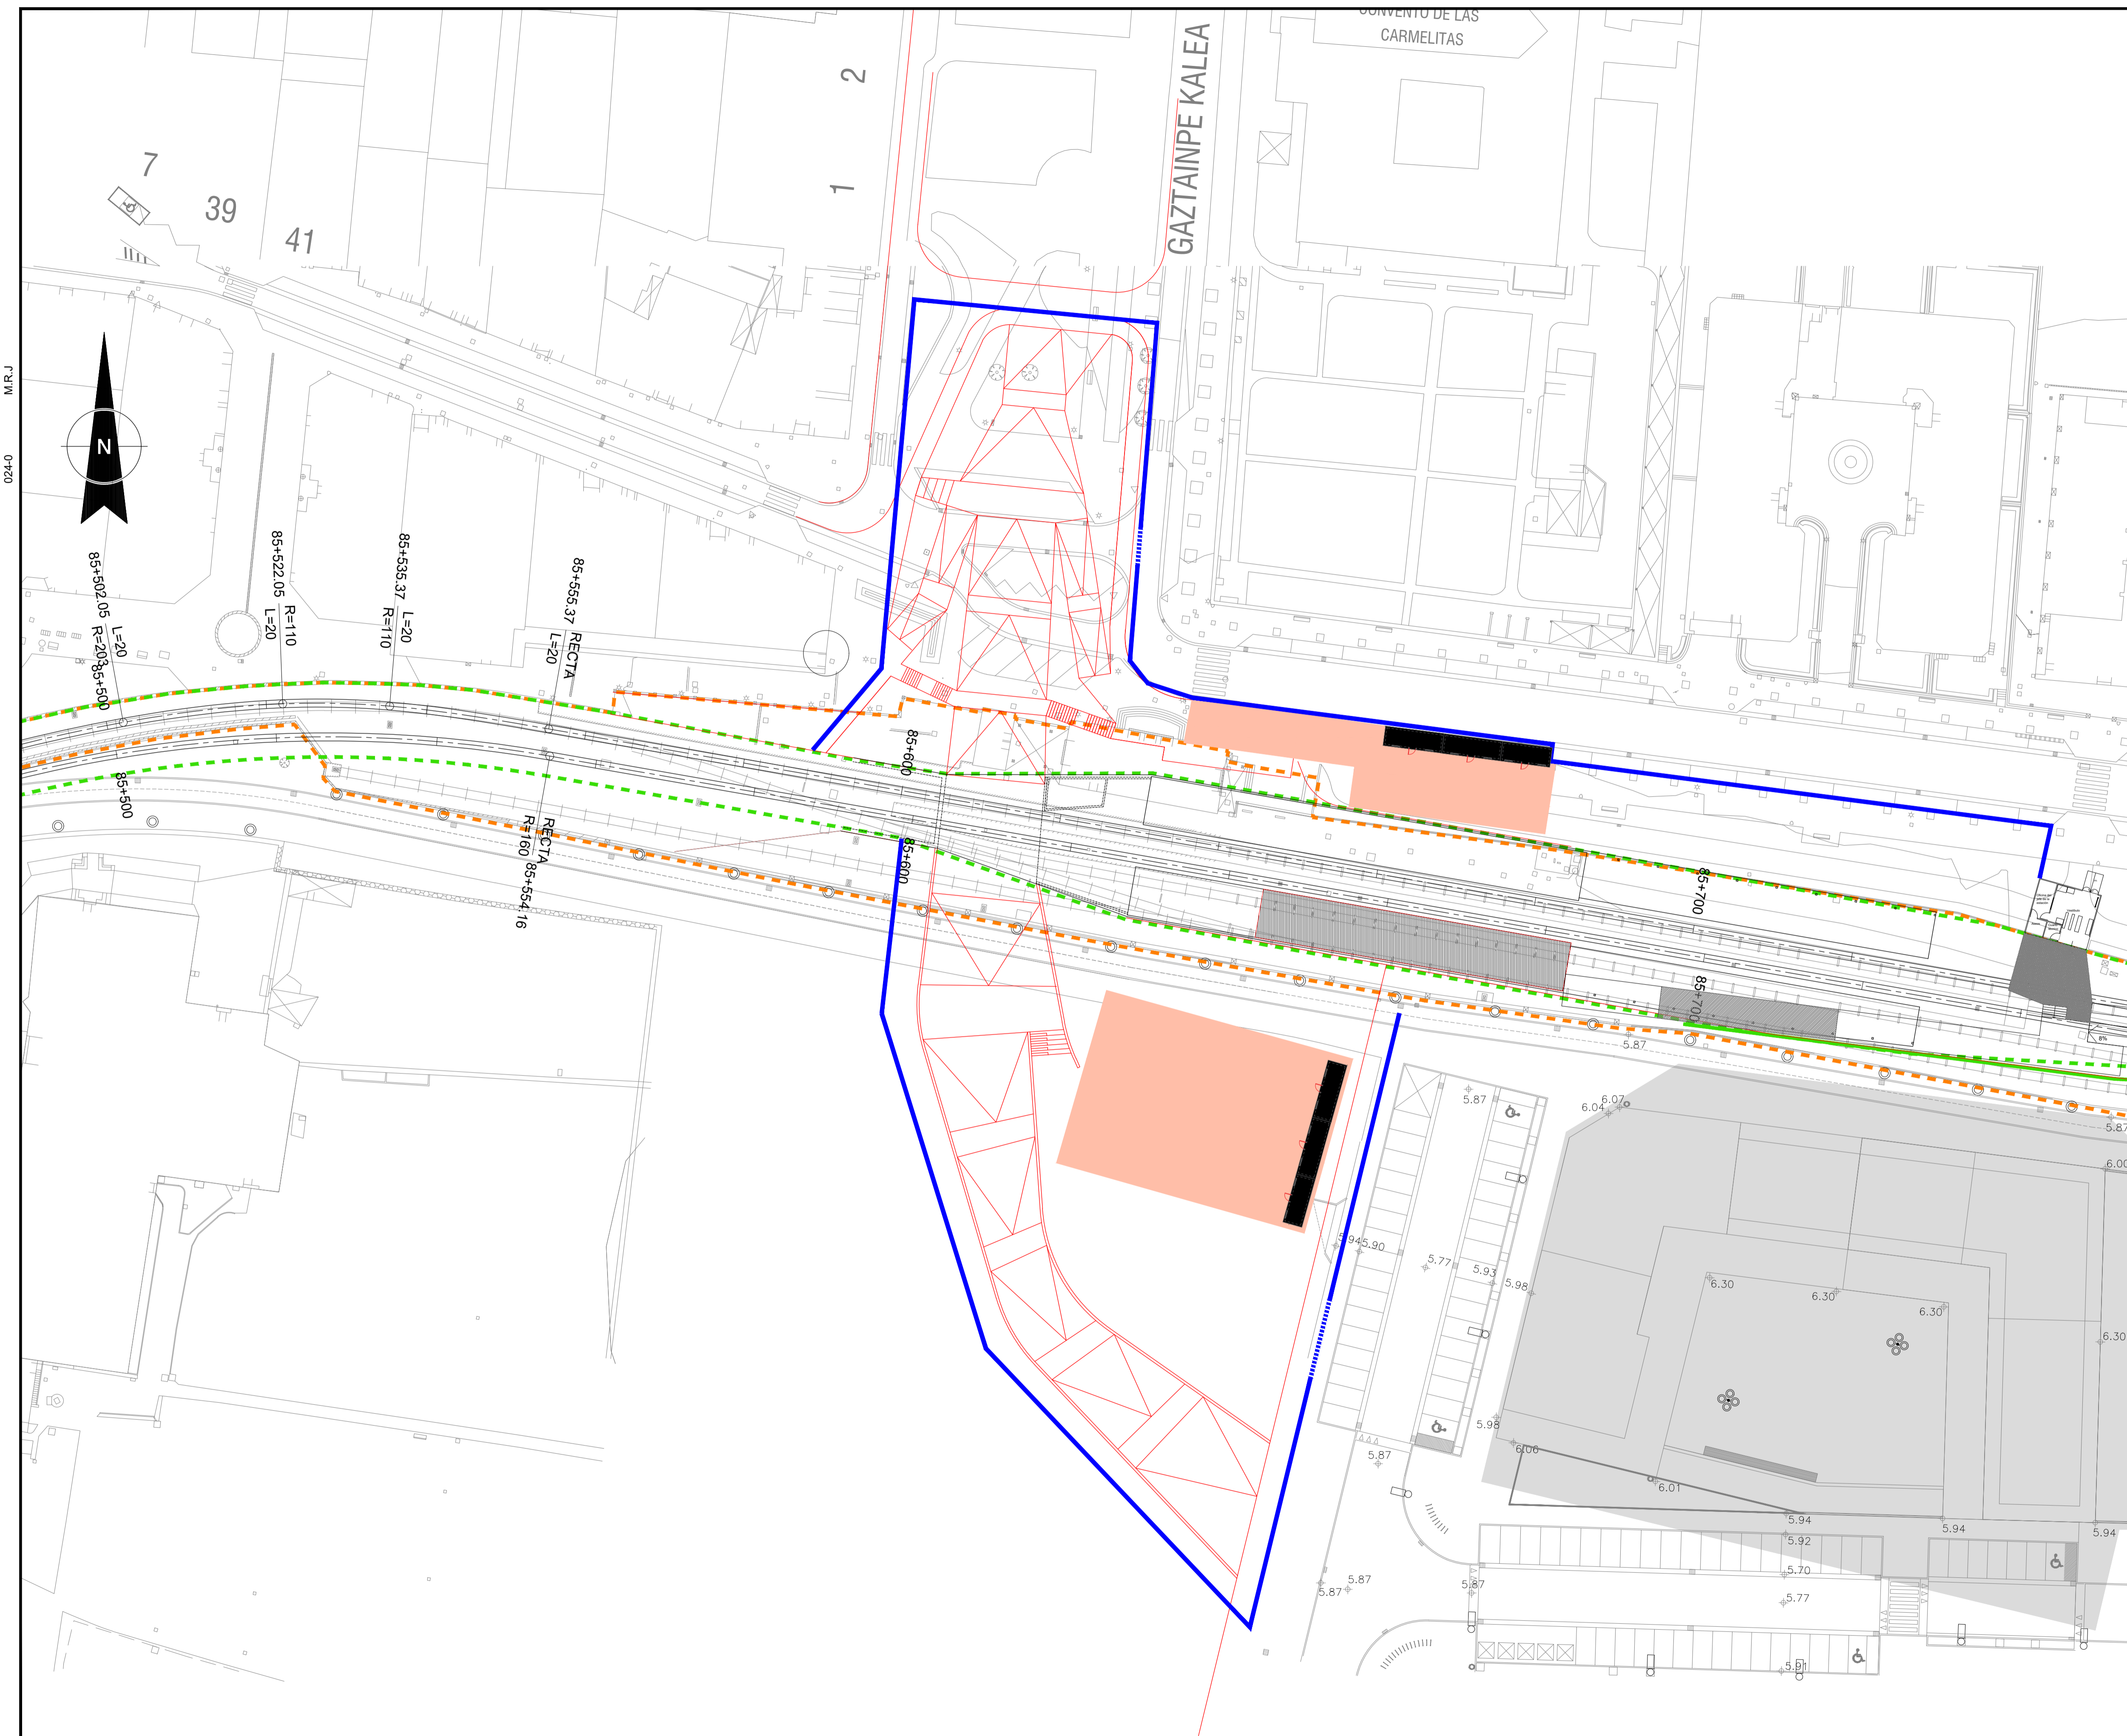 CONVENTO DE LAS
CARMELITAS
GAZTAINPE KALEA
2
1
7
39
41
M.R.J
024-0
N
85+502.05 L=20
R=203
85+500
85+522.05 R=110
L=20
85+535.37 L=20
R=110
85+555.37 RECTA
L=20
85+500
RECTA
R=160 85+554.16
85+600
85+600
85+700
85+700
8%
5.87
6.07
6.04
5.87
5.87
6.00
5.94
5.90
5.77
5.93
5.98
6.30
6.30
6.30
6.30
5.98
6.06
5.87
6.01
5.94
5.94
5.94
5.92
5.70
5.87
5.87
5.87
5.77
5.91